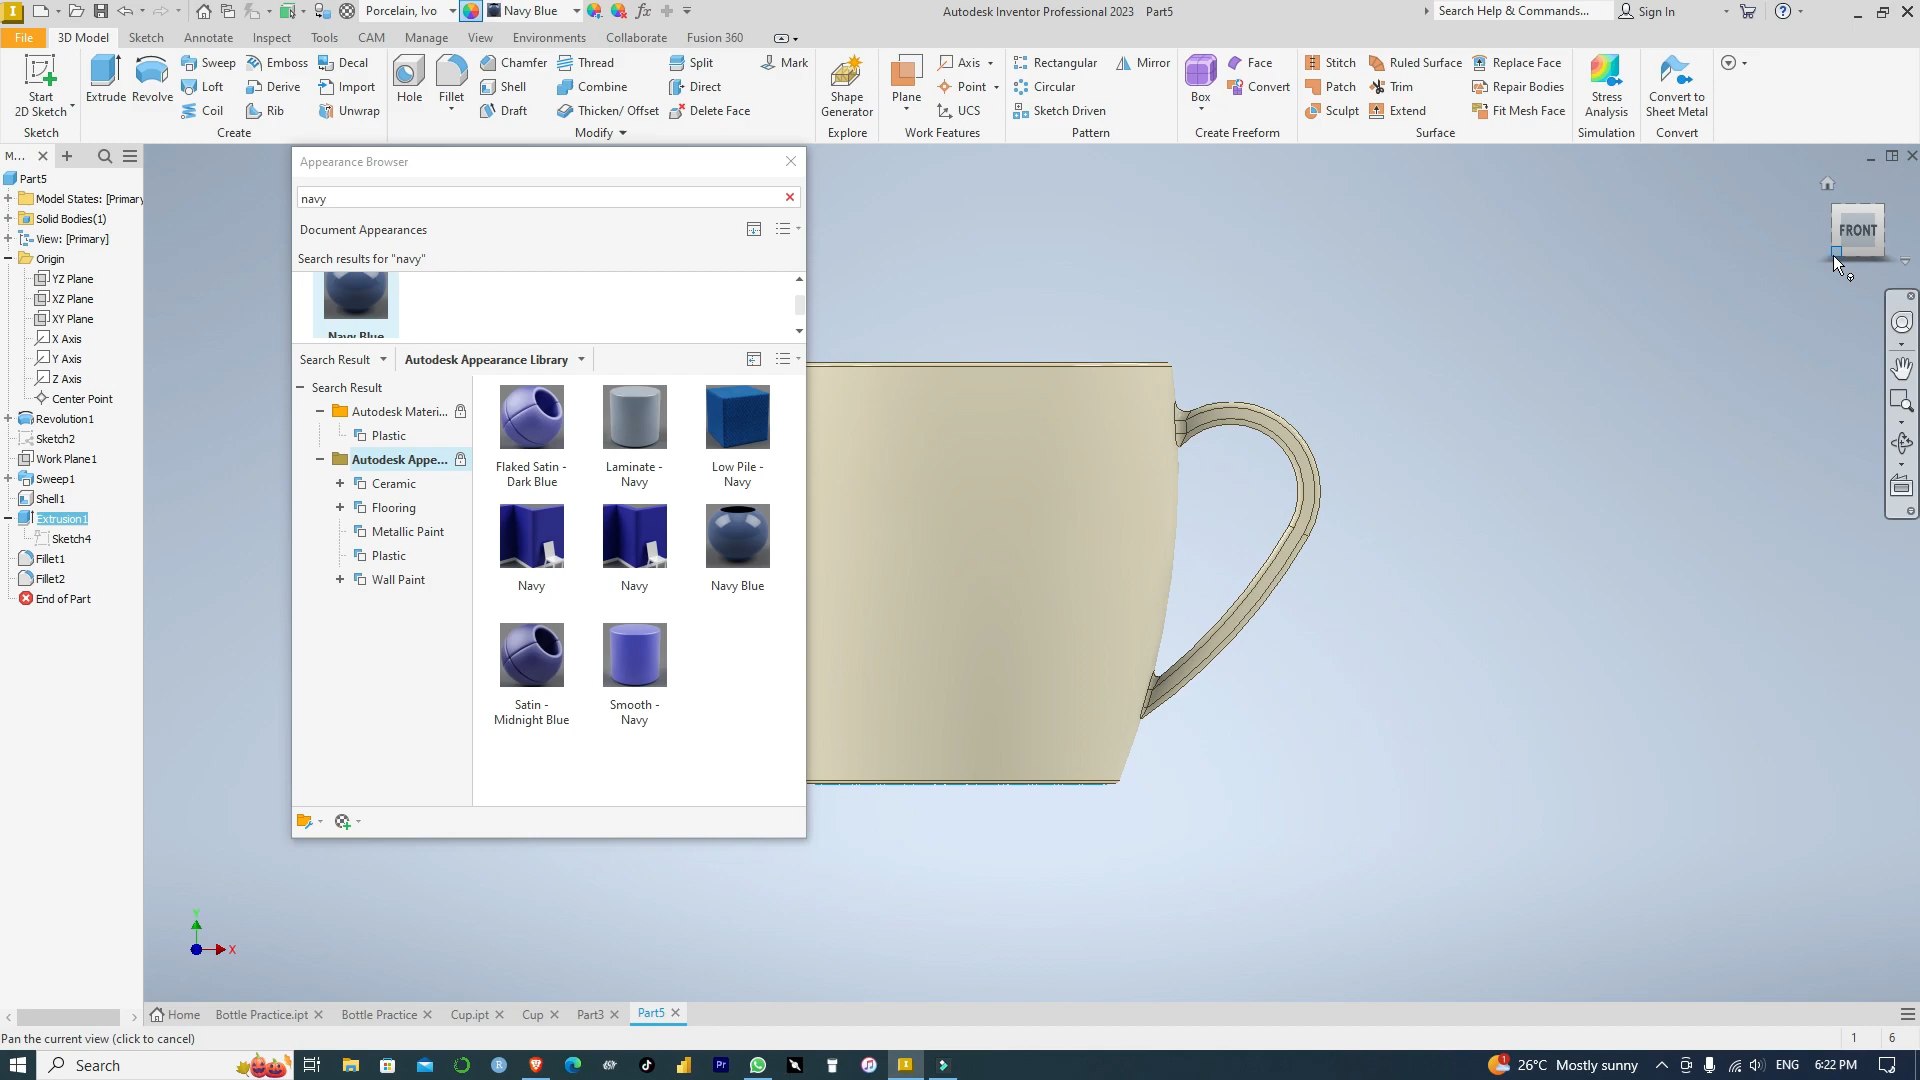 Porcelain, Ivo
Navy Blue
Autodesk Inventor Professional 2023 Part5
Search Help & Commands...
Sign In
File
3D Model
Sketch
Annotate
Inspect
Tools
CAM
Manage
View
Environments
Collaborate
Fusion 360
Start
2D Sketch
Sketch
Extrude
Revolve
Sweep
Loft
Coil
Emboss
Derive
Rib
Decal
Import
Unwrap
Create
Hole
Fillet
Chamfer
Shell
Draft
Thread
Combine
Thicken/ Offset
Split
Direct
Delete Face
Mark
Modify
Shape
Generator
Explore
Plane
Axis
Point
UCS
Work Features
Rectangular
Circular
Sketch Driven
Mirror
Pattern
Box
Face
Convert
Create Freeform
Stitch
Patch
Sculpt
Ruled Surface
Trim
Extend
Replace Face
Repair Bodies
Fit Mesh Face
Surface
Stress
Analysis
Simulation
Convert to
Sheet Metal
Convert
M...
Part5
Model States: [Primary
Solid Bodies(1)
View: [Primary]
Origin
YZ Plane
XZ Plane
XY Plane
X Axis
Y Axis
Z Axis
Center Point
Revolution1
Sketch2
Work Plane1
Sweep1
Shell1
Extrusion1
Sketch4
Fillet1
Fillet2
End of Part
Appearance Browser
navy
Document Appearances
Search results for "navy"
Navy Blue
Search Result
Autodesk Appearance Library
Search Result
Autodesk Materi...
Plastic
Autodesk Appe...
Ceramic
Flooring
Metallic Paint
Plastic
Wall Paint
Flaked Satin -
Dark Blue
Laminate -
Navy
Low Pile -
Navy
Navy
Navy
Navy Blue
Satin -
Midnight Blue
Smooth -
Navy
FRONT
Y
X
Home
Bottle Practice.ipt
Bottle Practice
Cup.ipt
Cup
Part3
Part5
Pan the current view (click to cancel)
1
6
Search
1
26°C Mostly sunny
ENG
6:22 PM